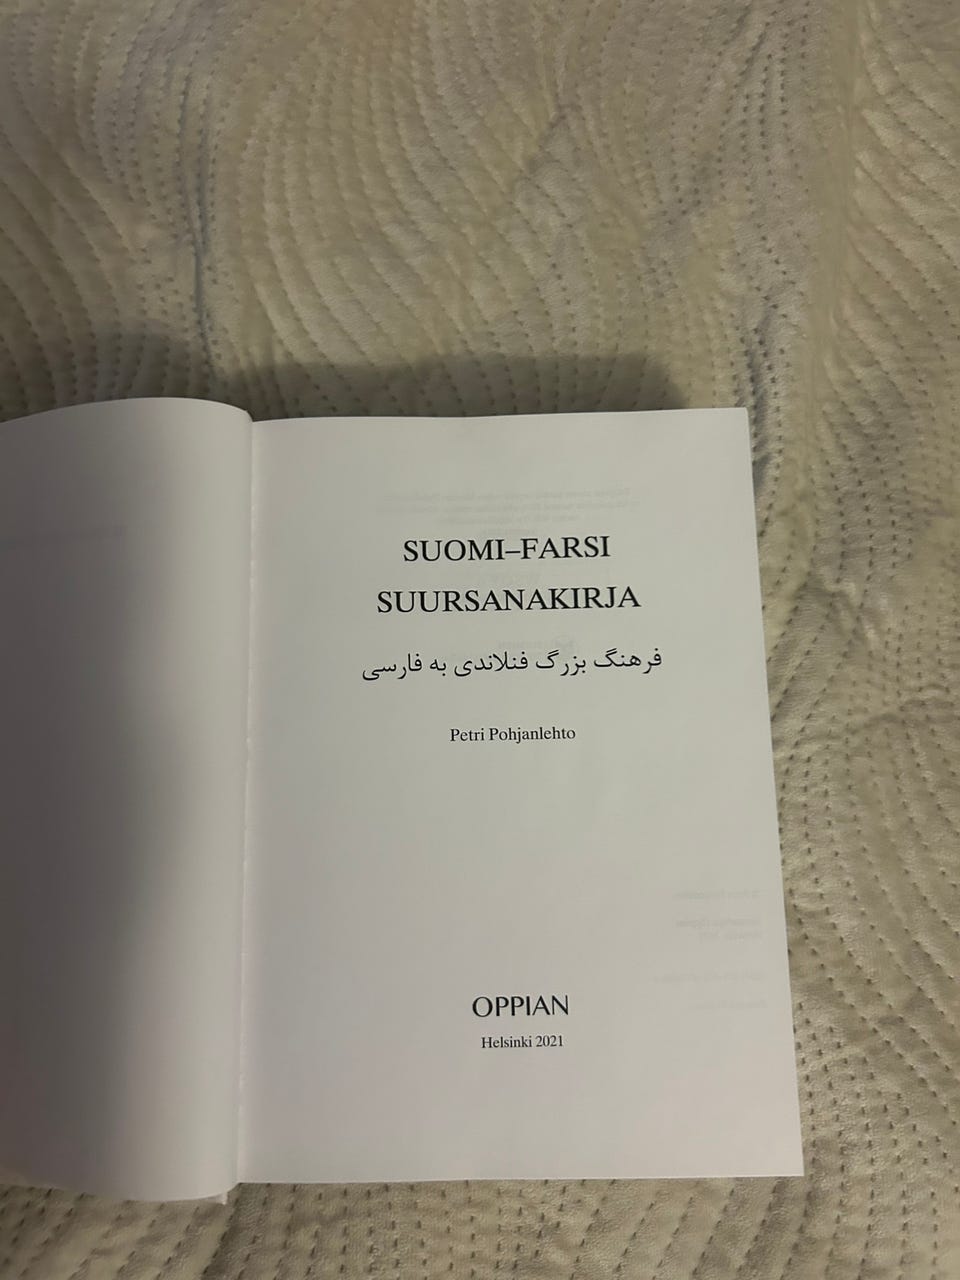 SUOMI–FARSI
SUURSANAKIRJA
فرهنگ بزرگ فنلاندی به فارسی
Petri Pohjanlehto
OPPIAN
Helsinki 2021